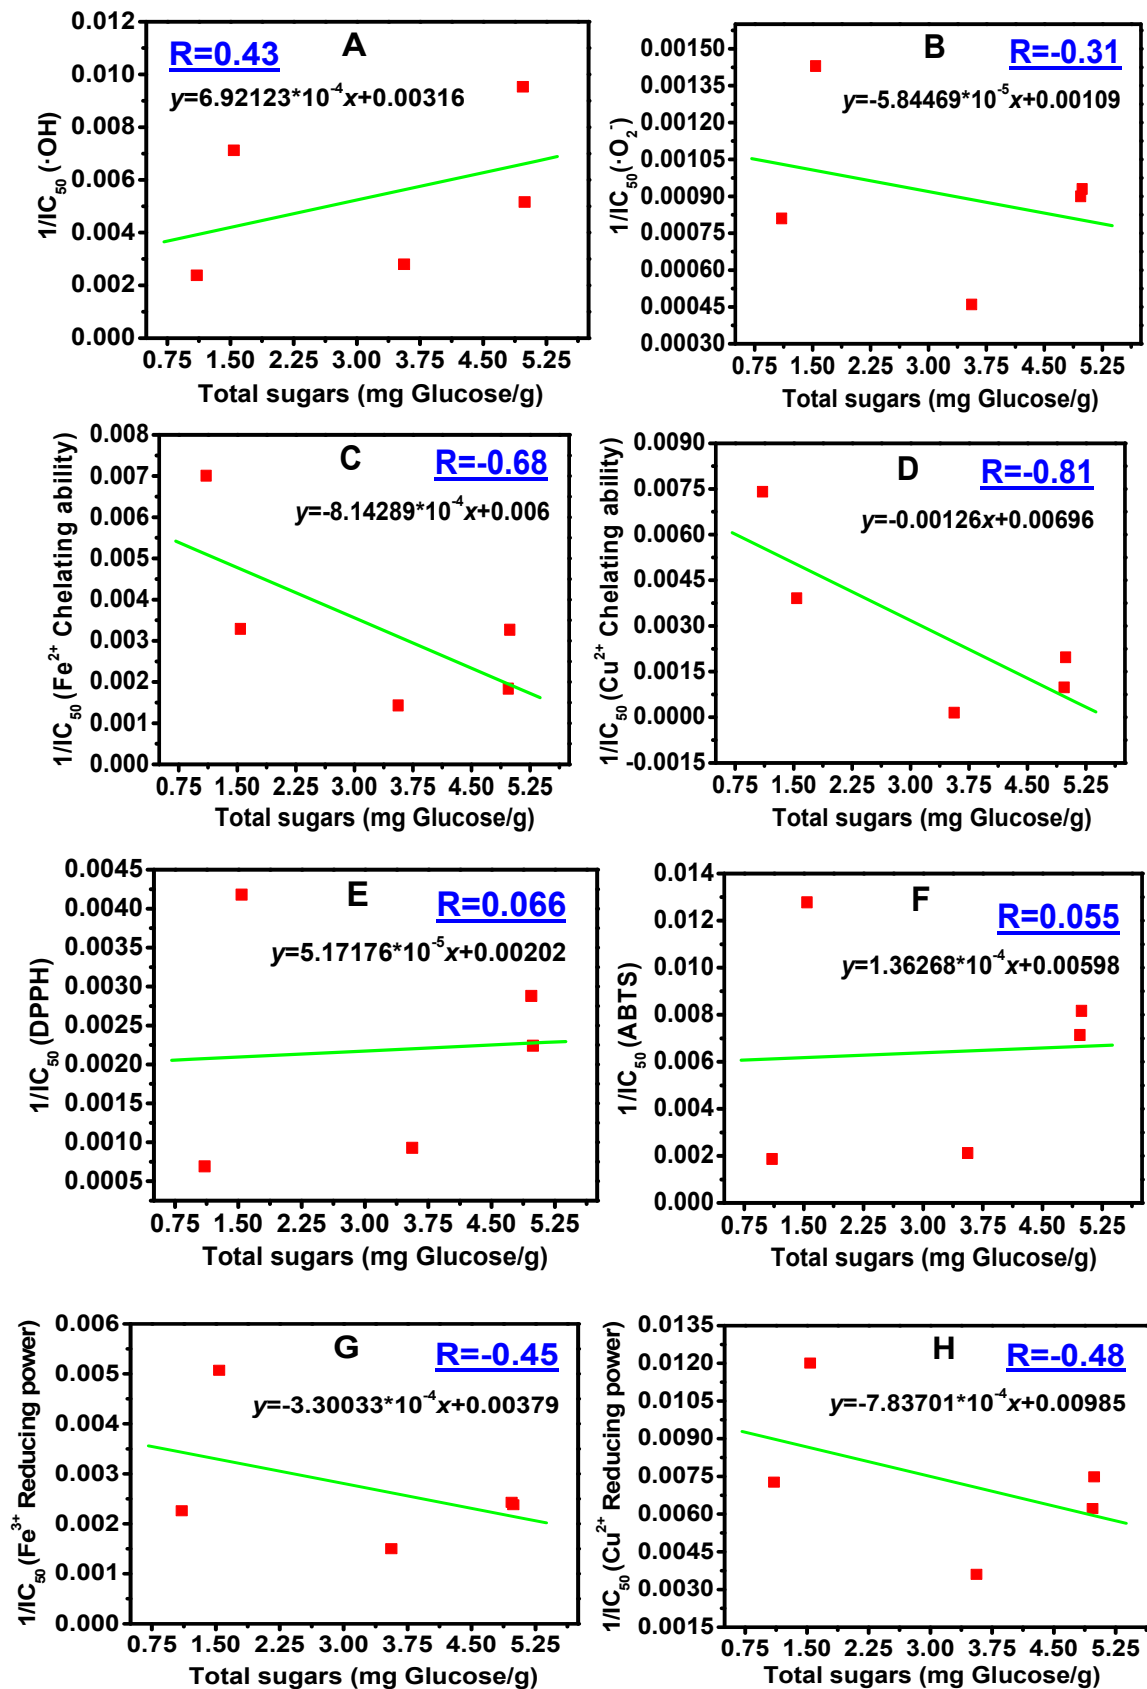 A
R=0.43
y=6.92123*10⁻⁴x+0.00316
1/IC₅₀ (·OH)
0.012
0.010
0.008
0.006
0.004
0.002
0.000
0.75 1.50 2.25 3.00 3.75 4.50 5.25
Total sugars (mg Glucose/g)
B
R=-0.31
y=-5.84469*10⁻⁵x+0.00109
1/IC₅₀(·O₂⁻)
0.00150
0.00135
0.00120
0.00105
0.00090
0.00075
0.00060
0.00045
0.00030
0.75 1.50 2.25 3.00 3.75 4.50 5.25
Total sugars (mg Glucose/g)
C
R=-0.68
y=-8.14289*10⁻⁴x+0.006
1/IC₅₀ (Fe²⁺ Chelating ability)
0.008
0.007
0.006
0.005
0.004
0.003
0.002
0.001
0.000
0.75 1.50 2.25 3.00 3.75 4.50 5.25
Total sugars (mg Glucose/g)
D
R=-0.81
y=-0.00126x+0.00696
1/IC₅₀ (Cu²⁺ Chelating ability)
0.0090
0.0075
0.0060
0.0045
0.0030
0.0015
0.0000
-0.0015
0.75 1.50 2.25 3.00 3.75 4.50 5.25
Total sugars (mg Glucose/g)
E
R=0.066
y=5.17176*10⁻⁵x+0.00202
1/IC₅₀ (DPPH)
0.0045
0.0040
0.0035
0.0030
0.0025
0.0020
0.0015
0.0010
0.0005
0.75 1.50 2.25 3.00 3.75 4.50 5.25
Total sugars (mg Glucose/g)
F
R=0.055
y=1.36268*10⁻⁴x+0.00598
1/IC₅₀ (ABTS)
0.014
0.012
0.010
0.008
0.006
0.004
0.002
0.000
0.75 1.50 2.25 3.00 3.75 4.50 5.25
Total sugars (mg Glucose/g)
G
R=-0.45
y=-3.30033*10⁻⁴x+0.00379
1/IC₅₀ (Fe³⁺ Reducing power)
0.006
0.005
0.004
0.003
0.002
0.001
0.000
0.75 1.50 2.25 3.00 3.75 4.50 5.25
Total sugars (mg Glucose/g)
H
R=-0.48
y=-7.83701*10⁻⁴x+0.00985
1/IC₅₀ (Cu²⁺ Reducing power)
0.0135
0.0120
0.0105
0.0090
0.0075
0.0060
0.0045
0.0030
0.0015
0.75 1.50 2.25 3.00 3.75 4.50 5.25
Total sugars (mg Glucose/g)